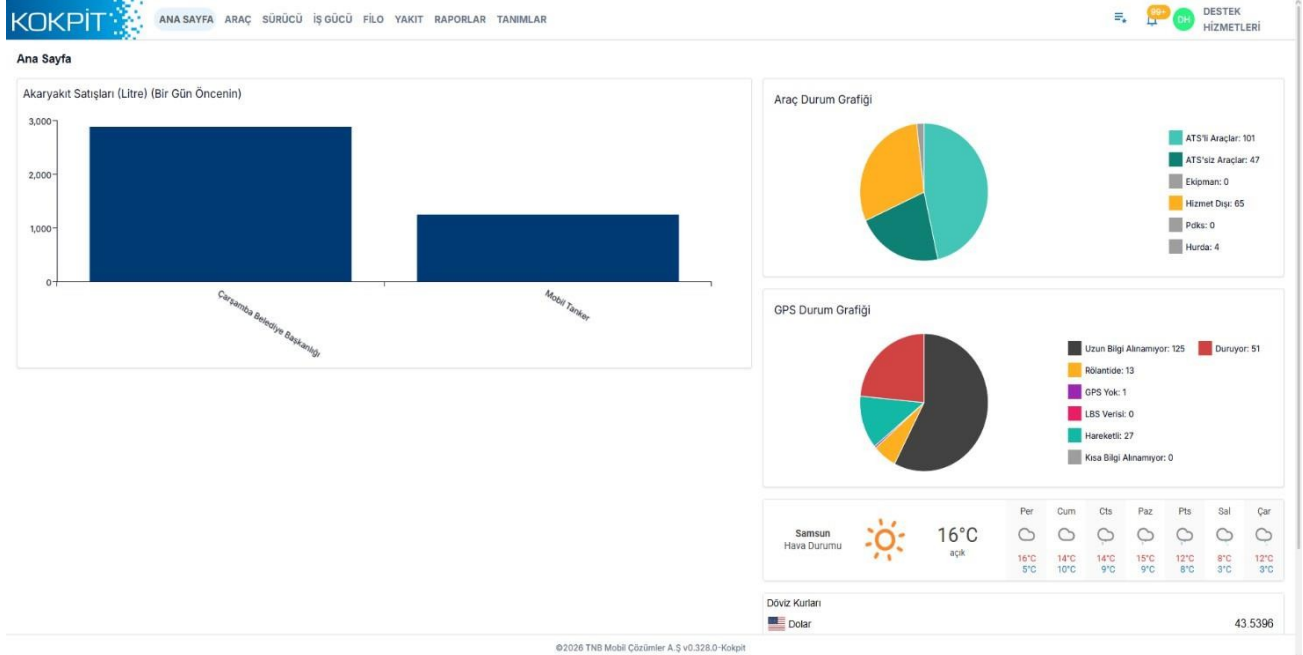 KOKPİT
ANA SAYFA ARAÇ SÜRÜCÜ İŞ GÜCÜ FİLO YAKIT RAPORLAR TANIMLAR
99+
DH
DESTEK
HİZMETLERİ
Ana Sayfa
Akaryakıt Satışları (Litre) (Bir Gün Öncenin)
3,000
2,000
1,000
0
Çarşamba Belediye Başkanlığı
Mobil Tanker
Araç Durum Grafiği
ATS'li Araçlar: 101
ATS'siz Araçlar: 47
Ekipman: 0
Hizmet Dışı: 65
Pdks: 0
Hurda: 4
GPS Durum Grafiği
Uzun Bilgi Alınamıyor: 125 Duruyor: 51
Rölantide: 13
GPS Yok: 1
LBS Verisi: 0
Hareketli: 27
Kısa Bilgi Alınamıyor: 0
Samsun
Hava Durumu
16°C
açık
Per Cum Cts Paz Pts Sal Çar
16°C 14°C 14°C 15°C 12°C 8°C 12°C
5°C 10°C 9°C 9°C 8°C 3°C 3°C
Döviz Kurları
Dolar 43.5396
©2026 TNB Mobil Çözümler A.Ş v0.328.0-Kokpit